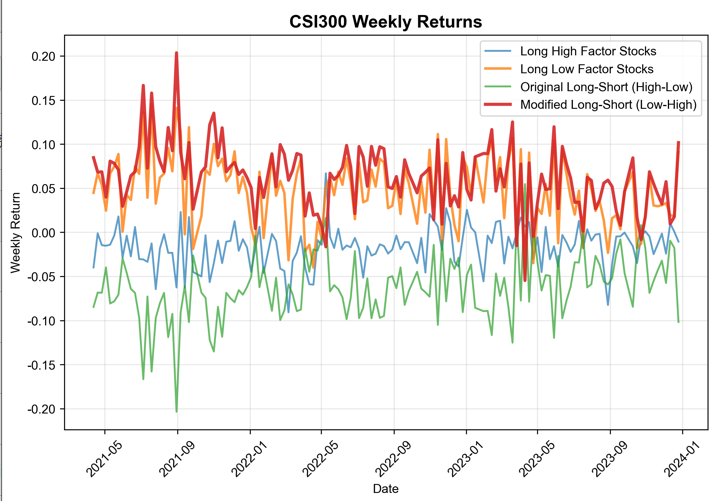 CSI300 Weekly Returns
Long High Factor Stocks
Long Low Factor Stocks
Original Long-Short (High-Low)
Modified Long-Short (Low-High)
Weekly Return
0.20
0.15
0.10
0.05
0.00
-0.05
-0.10
-0.15
-0.20
2021-05
2021-09
2022-01
2022-05
2022-09
2023-01
2023-05
2023-09
2024-01
Date